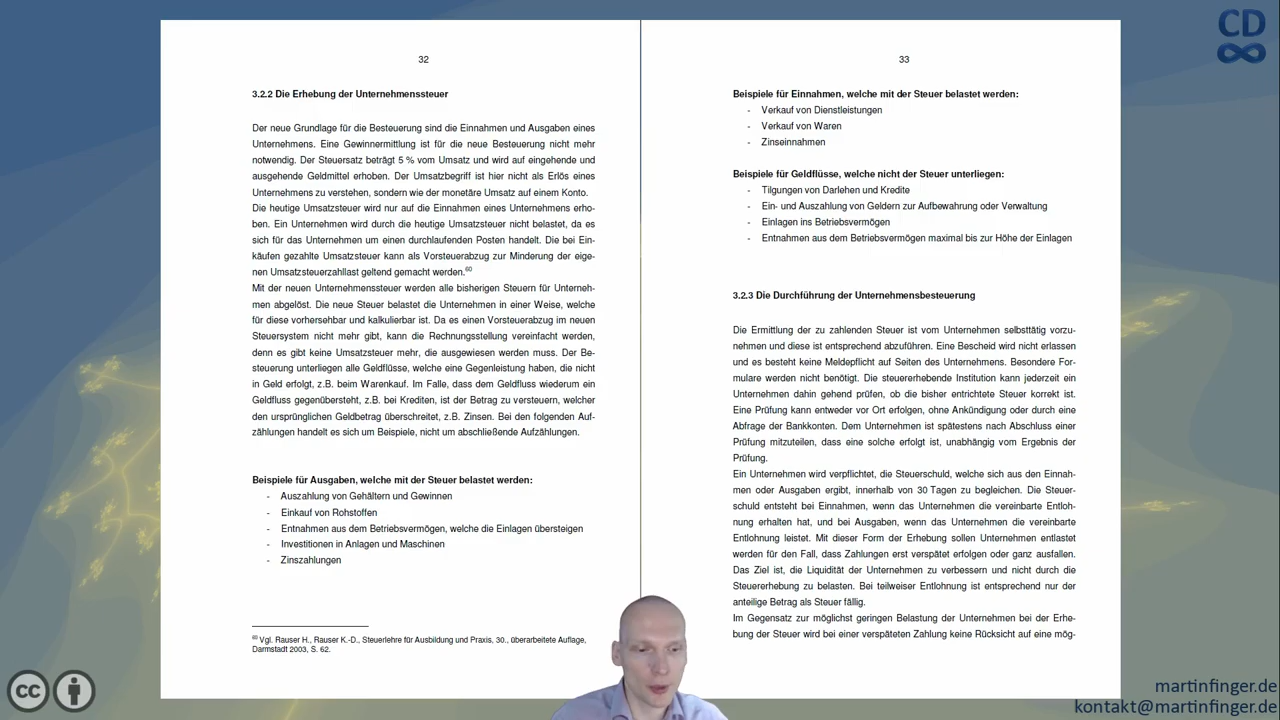 32
3.2.2 Die Erhebung der Unternehmenssteuer
Der neue Grundlage für die Besteuerung sind die Einnahmen und Ausgaben eines
Unternehmens. Eine Gewinnermittlung ist für die neue Besteuerung nicht mehr
notwendig. Der Steuersatz beträgt 5 % vom Umsatz und wird auf eingehende und
ausgehende Geldmittel erhoben. Der Umsatzbegriff ist hier nicht als Erlös eines
Unternehmens zu verstehen, sondern wie der monetäre Umsatz auf einem Konto.
Die heutige Umsatzsteuer wird nur auf die Einnahmen eines Unternehmens erho-
ben. Ein Unternehmen wird durch die heutige Umsatzsteuer nicht belastet, da es
sich für das Unternehmen um einen durchlaufenden Posten handelt. Die bei Ein-
käufen gezahlte Umsatzsteuer kann als Vorsteuerabzug zur Minderung der eige-
nen Umsatzsteuerzahllast geltend gemacht werden.60
Mit der neuen Unternehmenssteuer werden alle bisherigen Steuern für Unterneh-
men abgelöst. Die neue Steuer belastet die Unternehmen in einer Weise, welche
für diese vorhersehbar und kalkulierbar ist. Da es einen Vorsteuerabzug im neuen
Steuersystem nicht mehr gibt, kann die Rechnungsstellung vereinfacht werden,
denn es gibt keine Umsatzsteuer mehr, die ausgewiesen werden muss. Der Be-
steuerung unterliegen alle Geldflüsse, welche eine Gegenleistung haben, die nicht
in Geld erfolgt, z.B. beim Warenkauf. Im Falle, dass dem Geldfluss wiederum ein
Geldfluss gegenübersteht, z.B. bei Krediten, ist der Betrag zu versteuern, welcher
den ursprünglichen Geldbetrag überschreitet, z.B. Zinsen. Bei den folgenden Auf-
zählungen handelt es sich um Beispiele, nicht um abschließende Aufzählungen.
Beispiele für Ausgaben, welche mit der Steuer belastet werden:
- Auszahlung von Gehältern und Gewinnen
- Einkauf von Rohstoffen
- Entnahmen aus dem Betriebsvermögen, welche die Einlagen übersteigen
- Investitionen in Anlagen und Maschinen
- Zinszahlungen
60 Vgl. Rauser H., Rauser K.-D., Steuerlehre für Ausbildung und Praxis, 30., überarbeitete Auflage,
Darmstadt 2003, S. 62.
33
Beispiele für Einnahmen, welche mit der Steuer belastet werden:
- Verkauf von Dienstleistungen
- Verkauf von Waren
- Zinseinnahmen
Beispiele für Geldflüsse, welche nicht der Steuer unterliegen:
- Tilgungen von Darlehen und Kredite
- Ein- und Auszahlung von Geldern zur Aufbewahrung oder Verwaltung
- Einlagen ins Betriebsvermögen
- Entnahmen aus dem Betriebsvermögen maximal bis zur Höhe der Einlagen
3.2.3 Die Durchführung der Unternehmensbesteuerung
Die Ermittlung der zu zahlenden Steuer ist vom Unternehmen selbsttätig vorzu-
nehmen und diese ist entsprechend abzuführen. Eine Bescheid wird nicht erlassen
und es besteht keine Meldepflicht auf Seiten des Unternehmens. Besondere For-
mulare werden nicht benötigt. Die steuererhebende Institution kann jederzeit ein
Unternehmen dahin gehend prüfen, ob die bisher entrichtete Steuer korrekt ist.
Eine Prüfung kann entweder vor Ort erfolgen, ohne Ankündigung oder durch eine
Abfrage der Bankkonten. Dem Unternehmen ist spätestens nach Abschluss einer
Prüfung mitzuteilen, dass eine solche erfolgt ist, unabhängig vom Ergebnis der
Prüfung.
Ein Unternehmen wird verpflichtet, die Steuerschuld, welche sich aus den Einnah-
men oder Ausgaben ergibt, innerhalb von 30 Tagen zu begleichen. Die Steuer-
schuld entsteht bei Einnahmen, wenn das Unternehmen die vereinbarte Entloh-
nung erhalten hat, und bei Ausgaben, wenn das Unternehmen die vereinbarte
Entlohnung leistet. Mit dieser Form der Erhebung sollen Unternehmen entlastet
werden für den Fall, dass Zahlungen erst verspätet erfolgen oder ganz ausfallen.
Das Ziel ist, die Liquidität der Unternehmen zu verbessern und nicht durch die
Steuererhebung zu belasten. Bei teilweiser Entlohnung ist entsprechend nur der
anteilige Betrag als Steuer fällig.
Im Gegensatz zur möglichst geringen Belastung der Unternehmen bei der Erhe-
bung der Steuer wird bei einer verspäteten Zahlung keine Rücksicht auf eine mög-
CD
cc
martinfinger.de
kontakt@martinfinger.de